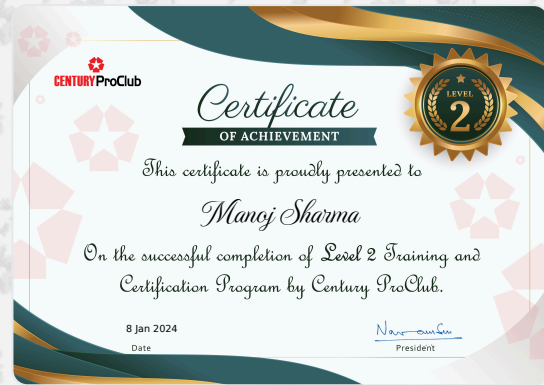 CENTURY ProClub
LEVEL
2
Certificate
OF ACHIEVEMENT
This certificate is proudly presented to
Manoj Sharma
On the successful completion of Level 2 Training and
Certification Program by Century ProClub.
8 Jan 2024
Date
President